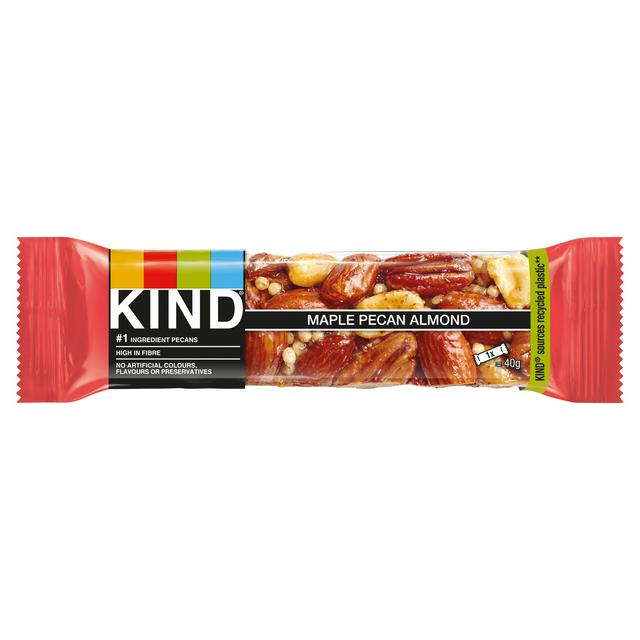 KIND®
#1 INGREDIENT PECANS
HIGH IN FIBRE
NO ARTIFICIAL COLOURS,
FLAVOURS OR PRESERVATIVES
MAPLE PECAN ALMOND
1x
= 40g
KIND® sources recycled plastic**